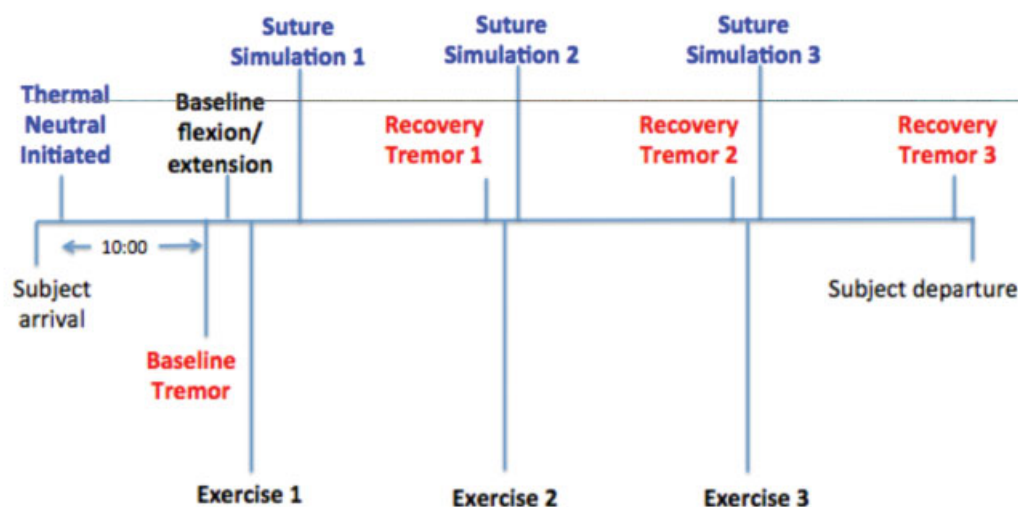 Suture
Simulation 1
Suture
Simulation 2
Suture
Simulation 3
Thermal
Neutral
Initiated
Baseline
flexion/
extension
Recovery
Tremor 1
Recovery
Tremor 2
Recovery
Tremor 3
10:00
Subject
arrival
Subject departure
Baseline
Tremor
Exercise 1
Exercise 2
Exercise 3